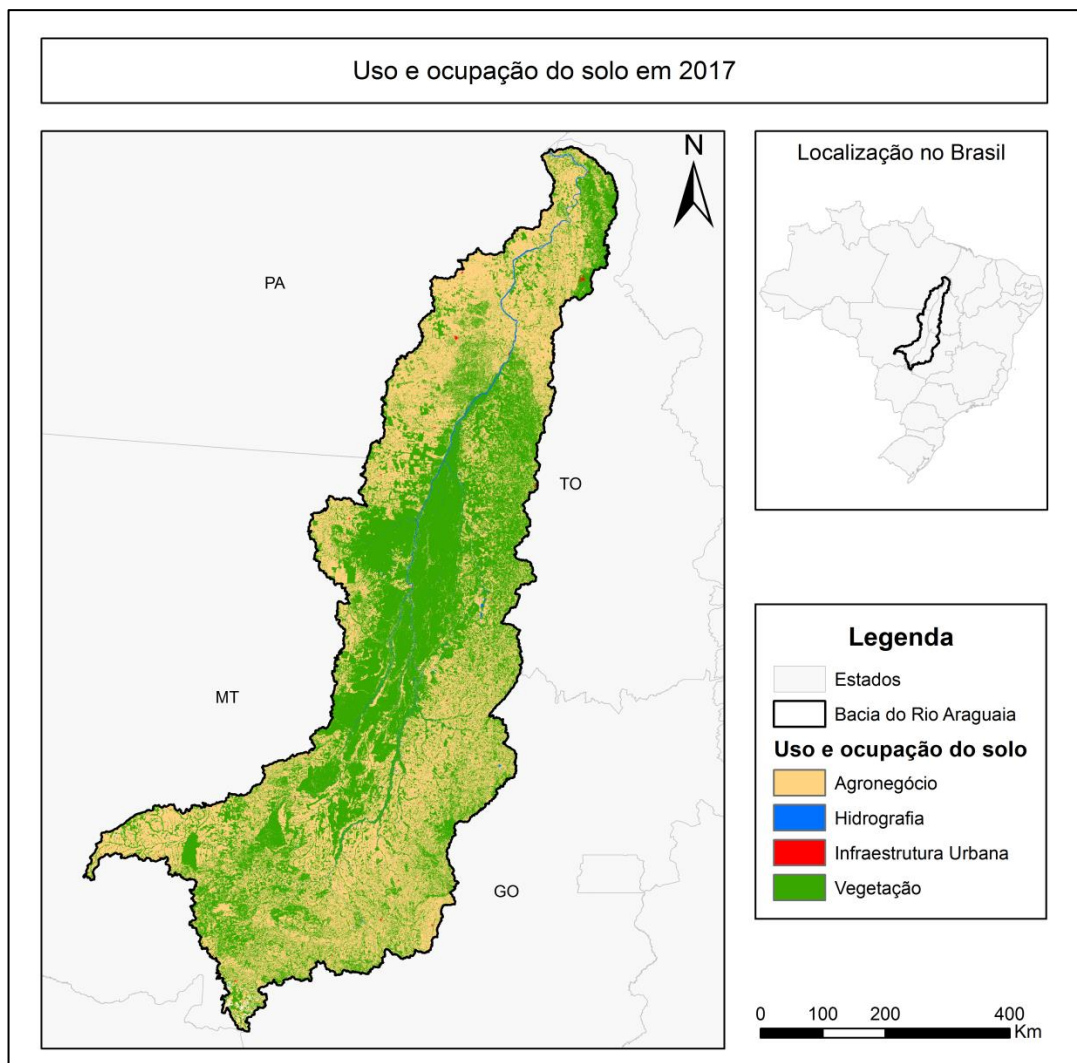 Uso e ocupação do solo em 2017
N
PA
TO
MT
GO
Localização no Brasil
Legenda
Estados
Bacia do Rio Araguaia
Uso e ocupação do solo
Agronegócio
Hidrografia
Infraestrutura Urbana
Vegetação
0 100 200 400
Km